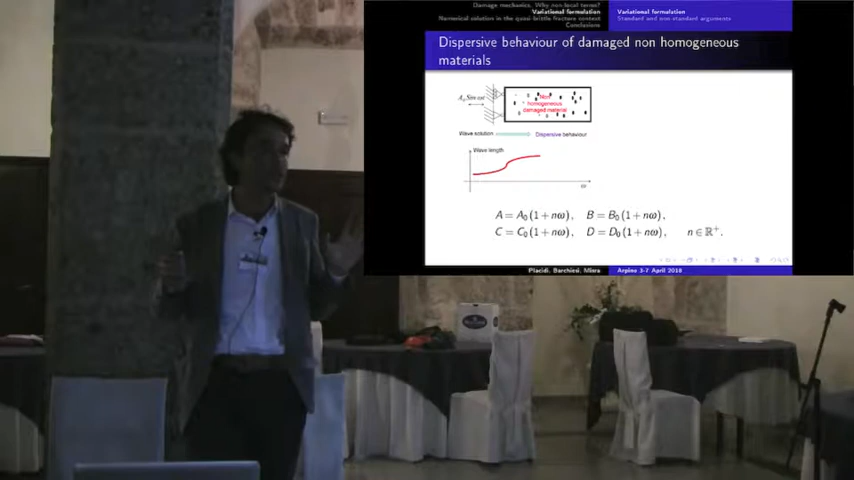 Damage mechanics. Why non-local terms?
Variational formulation
Numerical solution in the quasi-brittle fracture context
Conclusions
Variational formulation
Standard and non-standard arguments
Dispersive behaviour of damaged non homogeneous
materials
Non
homogeneous
damaged material
Wave solution
Dispersive behaviour
Wave length
ω
A = A₀(1 + nω), B = B₀(1 + nω),
C = C₀(1 + nω), D = D₀(1 + nω), n ∈ ℝ⁺.
Placidi, Barchiesi, Misra
Arpino 3-7 April 2018